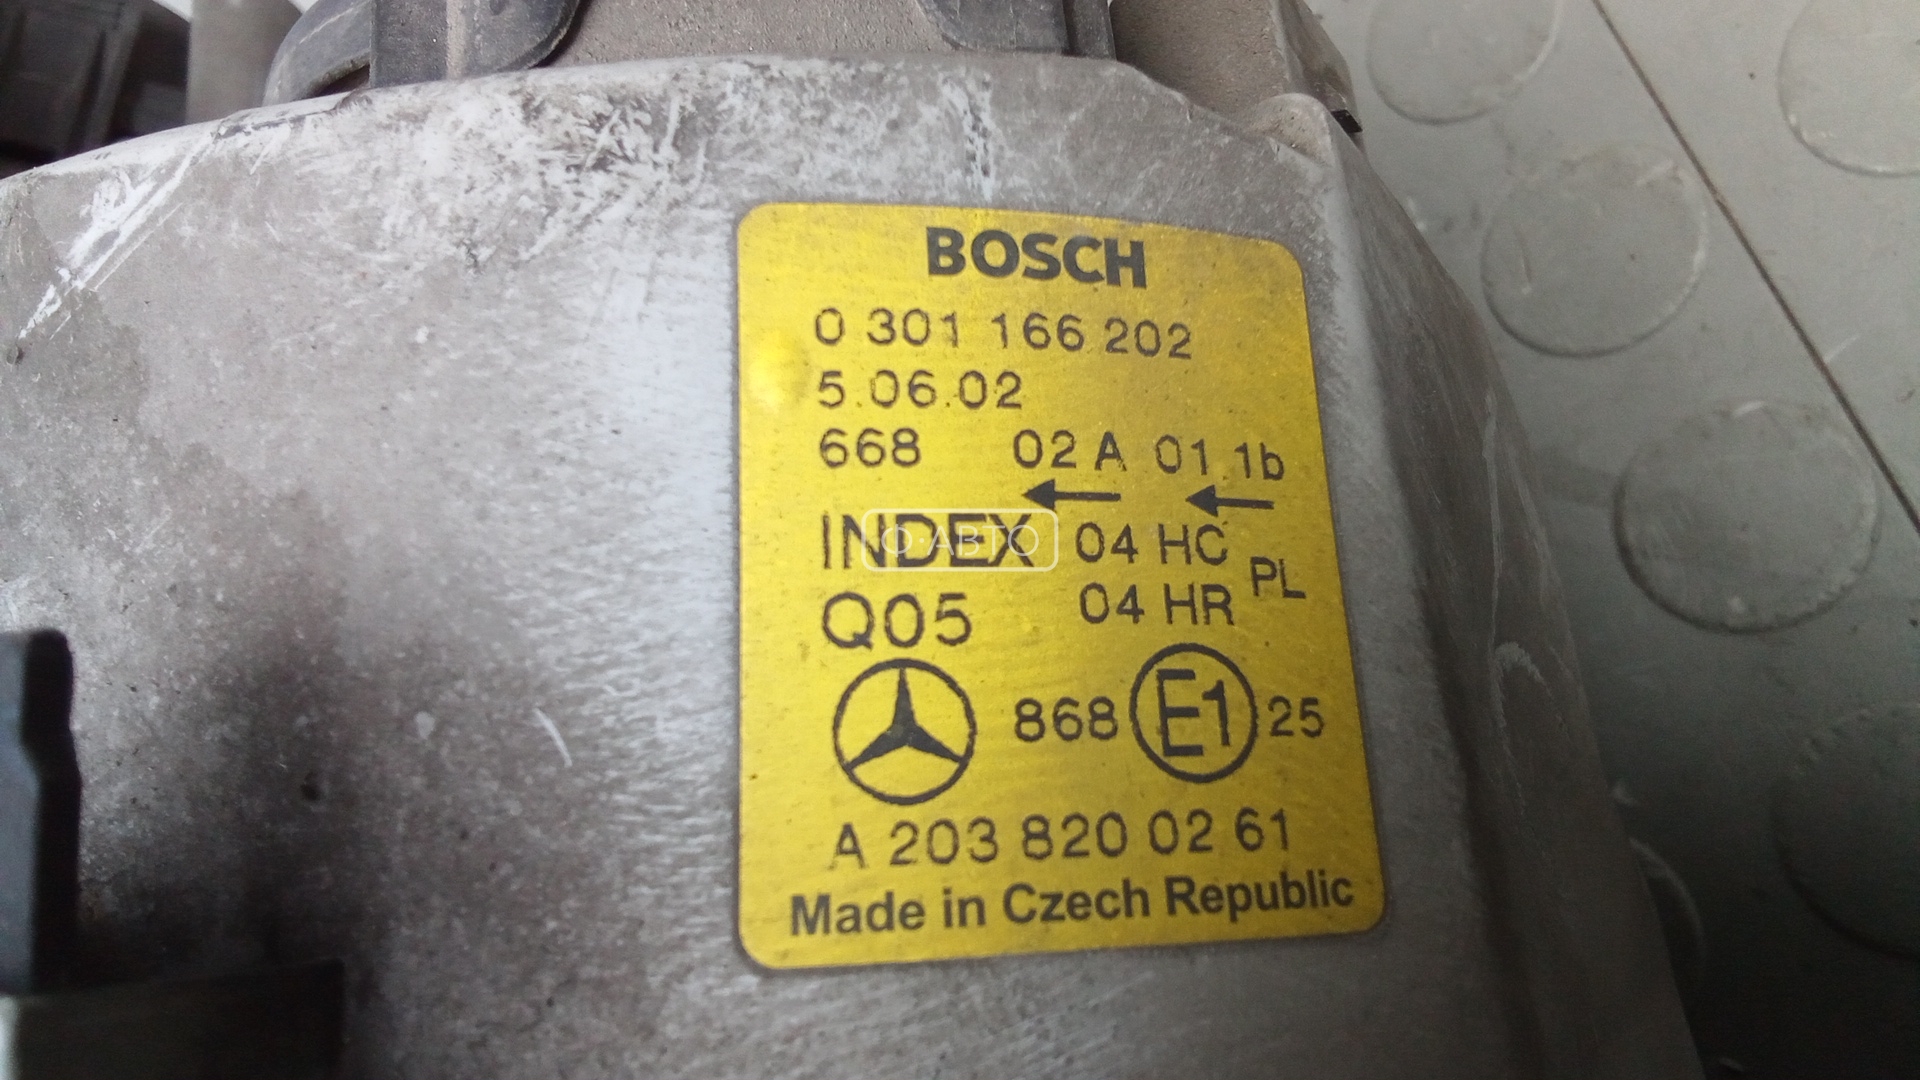 BOSCH
0 301 166 202
5.06.02
668 02 A 01 1b
INDEX 04 HC
Q05 04 HR PL
868 E1 25
A 203 820 02 61
Made in Czech Republic
Ф·АВТО